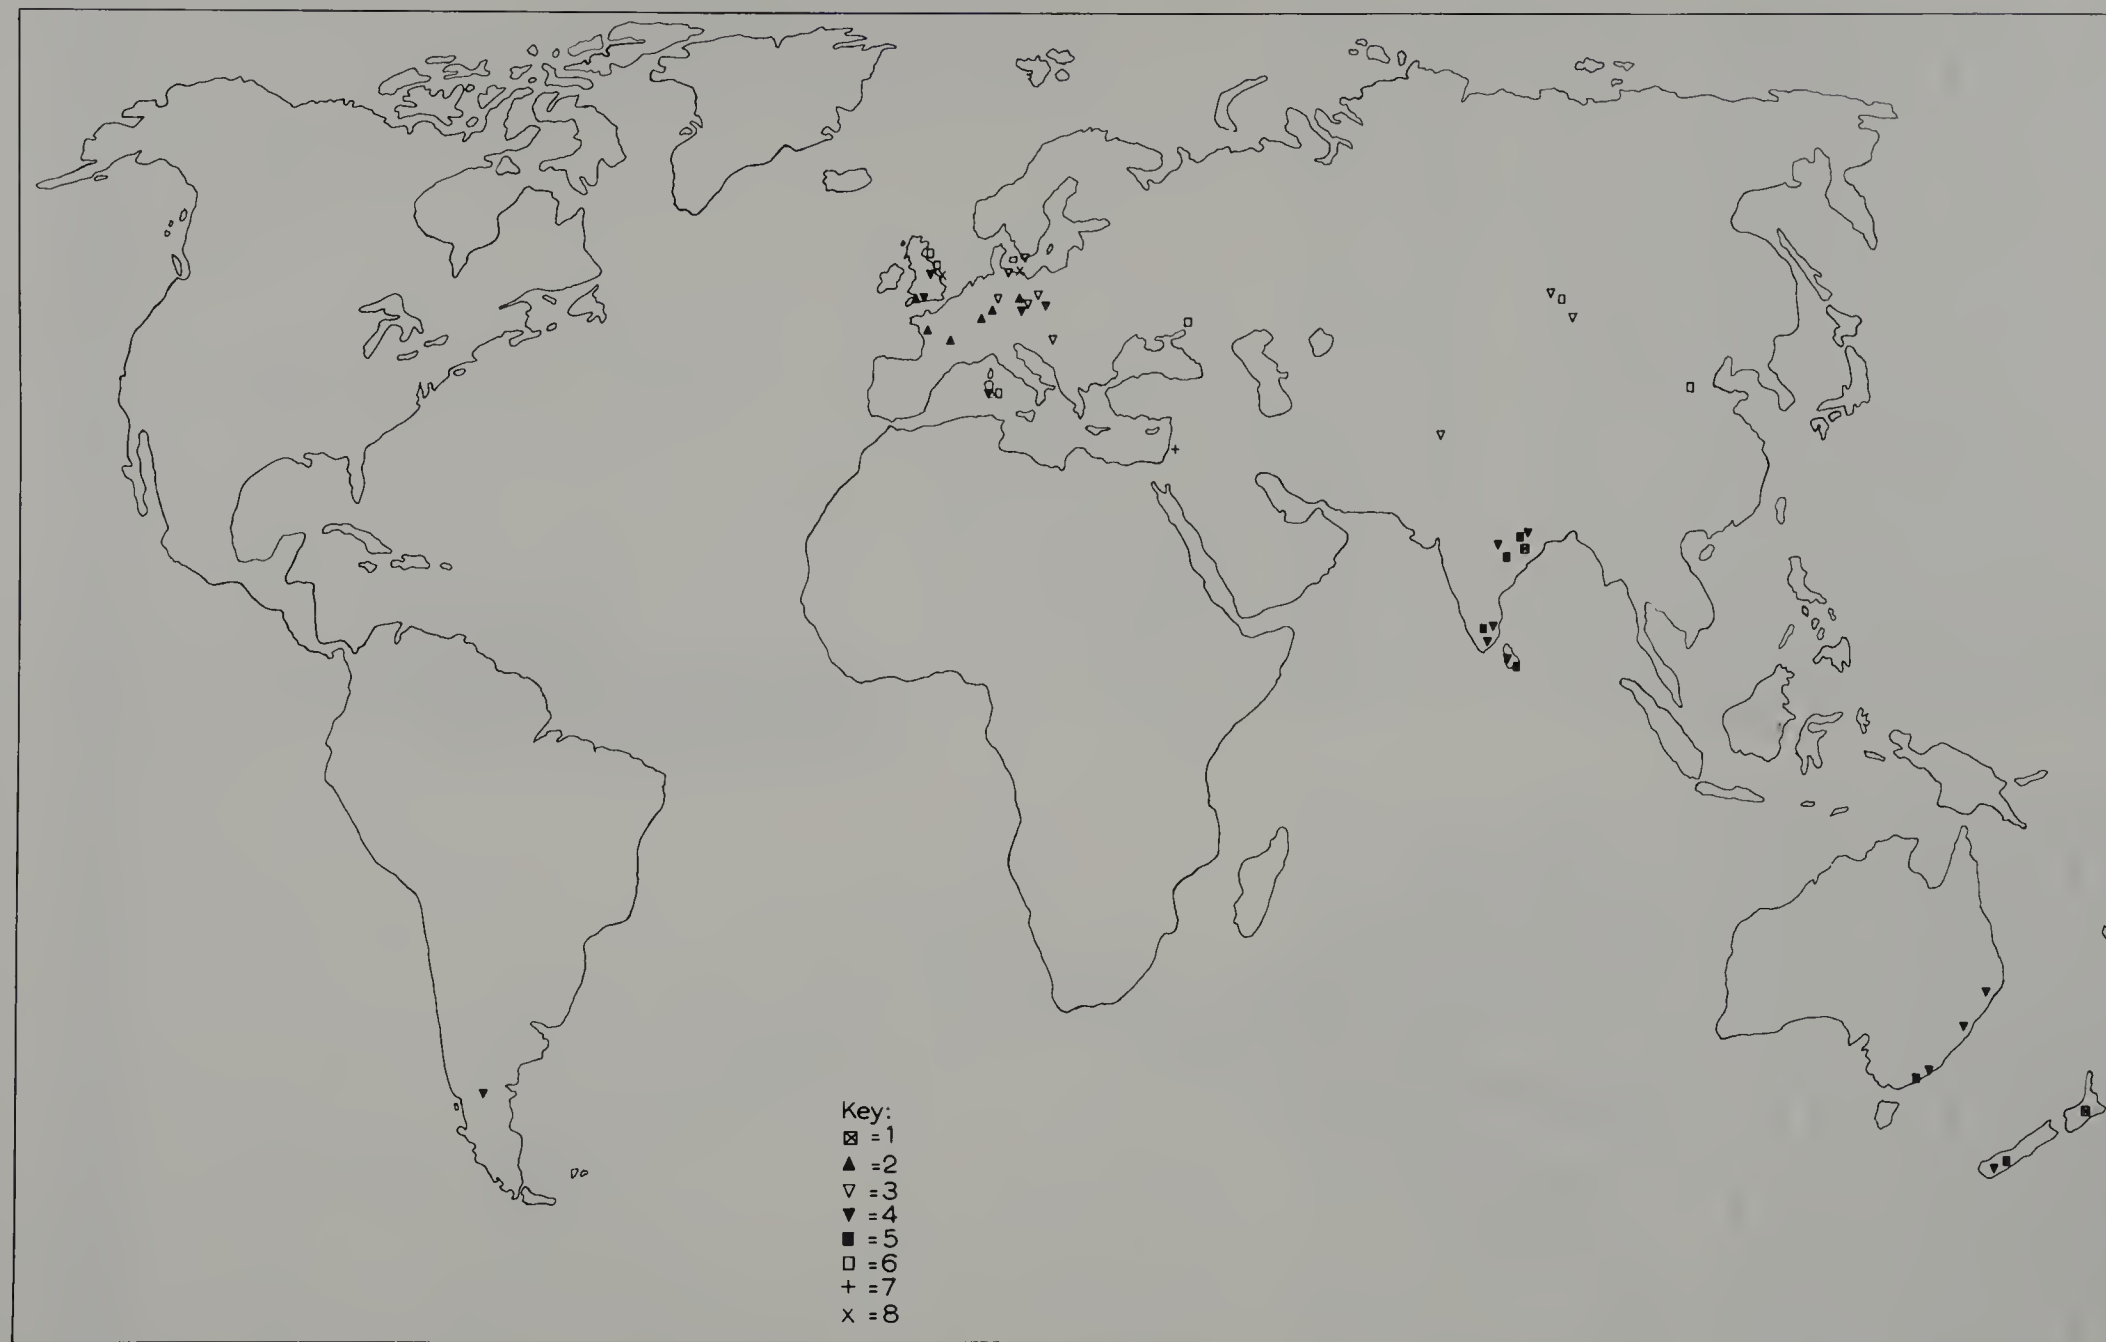 Key:
⊠ = 1
▲ = 2
▽ = 3
▼ = 4
■ = 5
□ = 6
+ = 7
x = 8